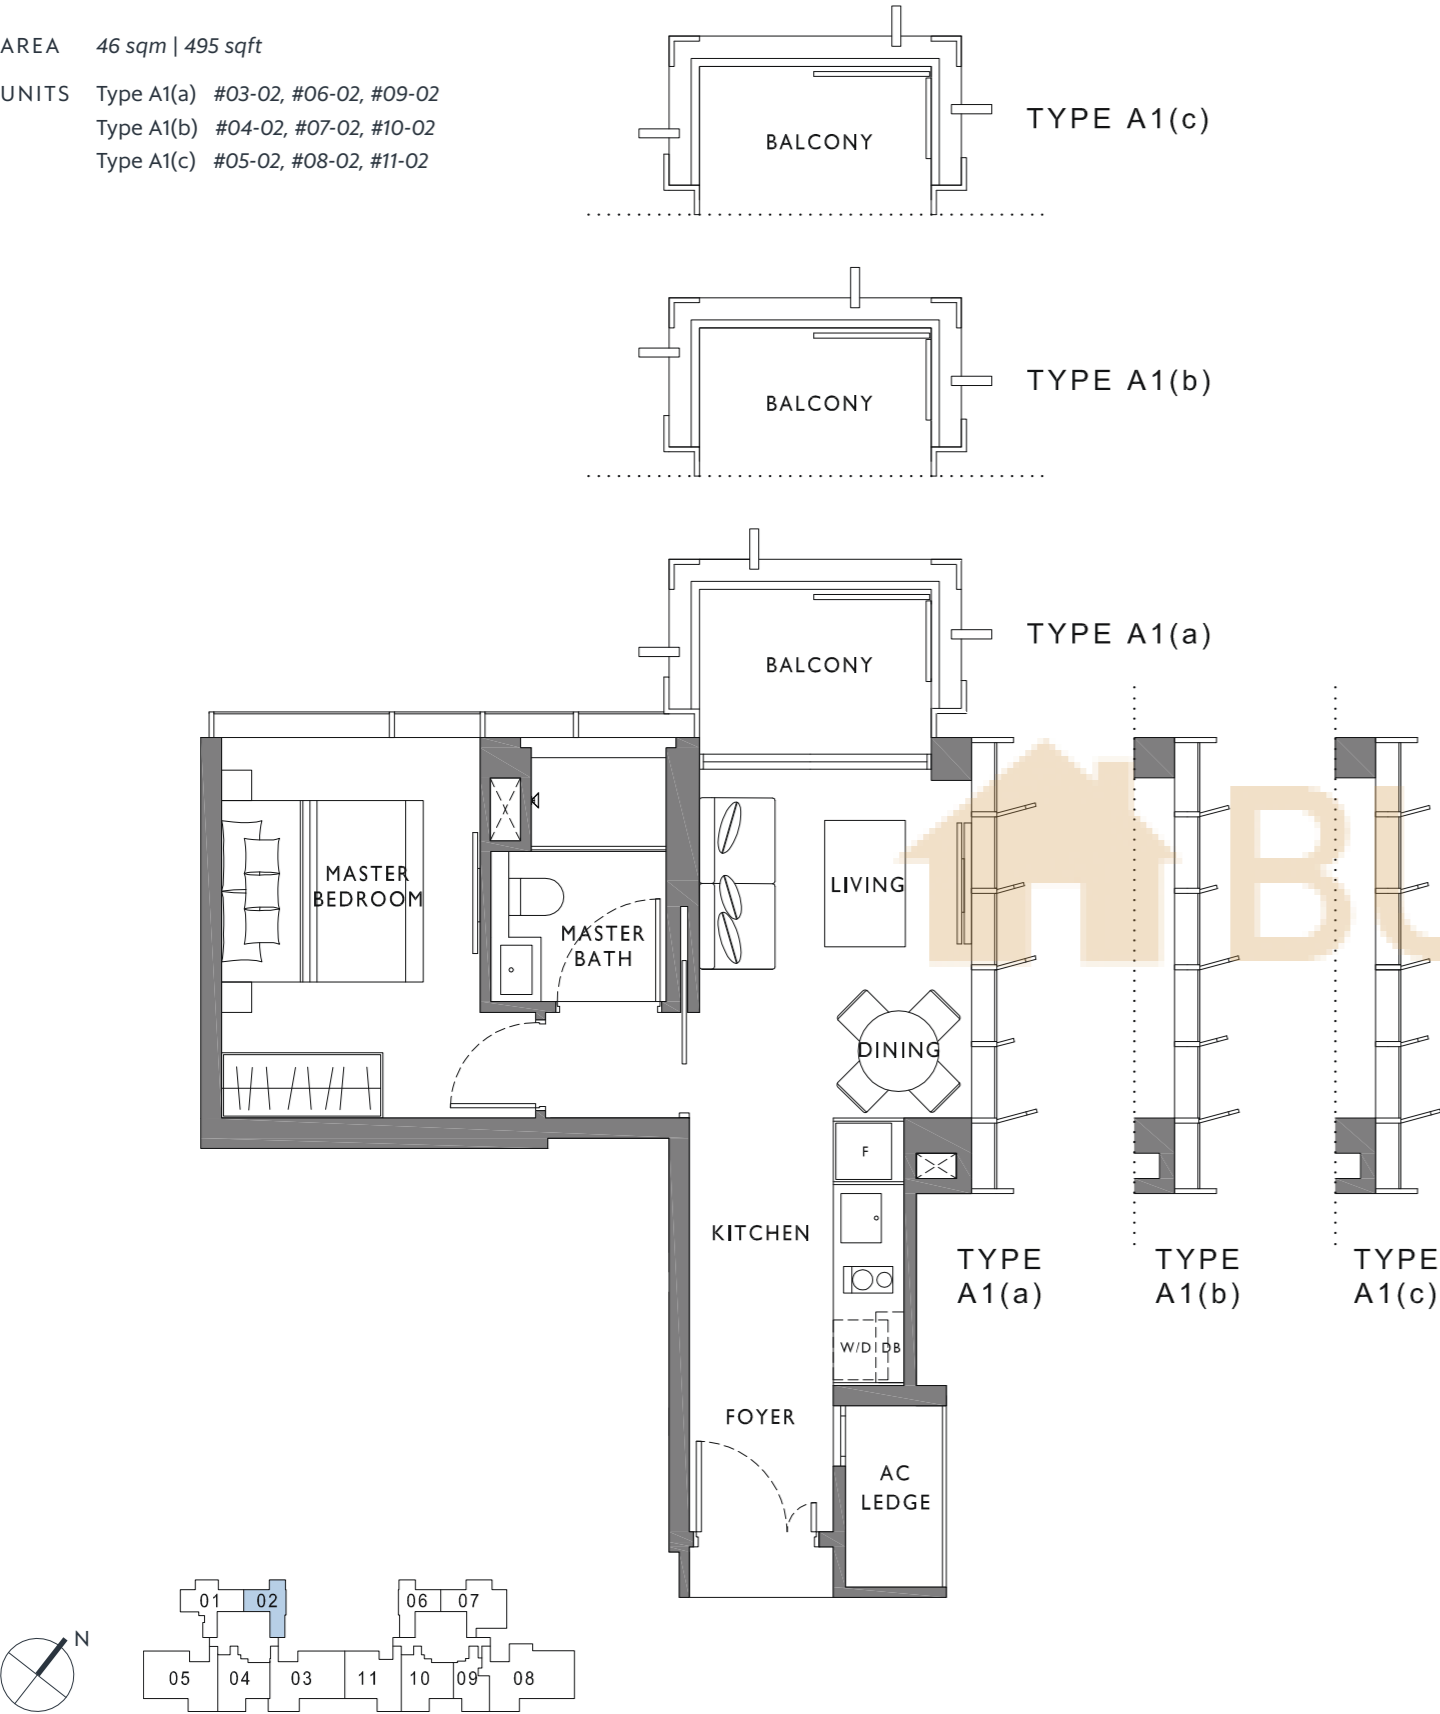 AREA 46 sqm | 495 sqft
UNITS Type A1(a) #03-02, #06-02, #09-02
Type A1(b) #04-02, #07-02, #10-02
Type A1(c) #05-02, #08-02, #11-02
BALCONY
TYPE A1(c)
BALCONY
TYPE A1(b)
BALCONY
TYPE A1(a)
MASTER
BEDROOM
MASTER
BATH
LIVING
DINING
F
KITCHEN
W/D DB
FOYER
AC
LEDGE
TYPE
A1(a)
TYPE
A1(b)
TYPE
A1(c)
BU
N
01 02 06 07
05 04 03 11 10 09 08